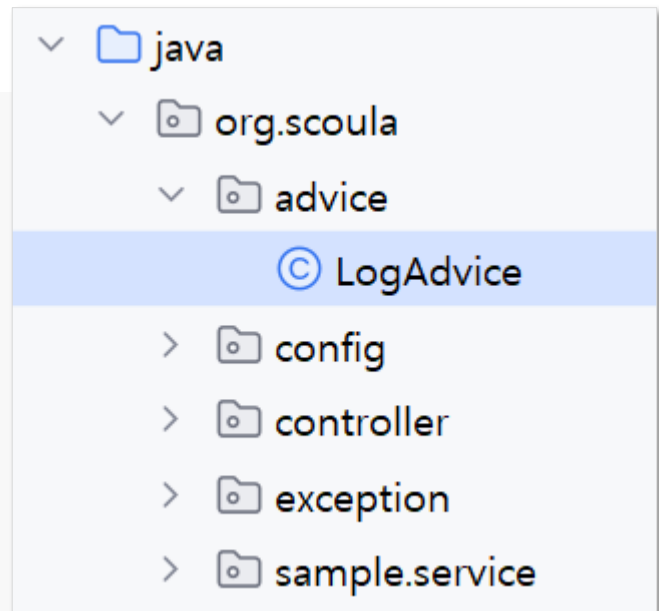 java
org.scoula
advice
© LogAdvice
config
controller
exception
sample.service